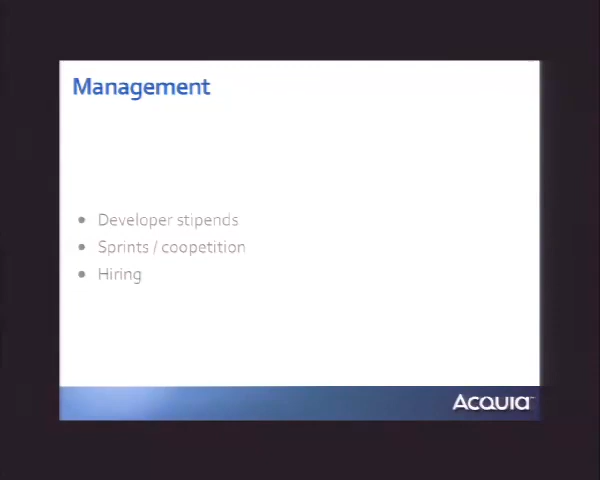 Management
• Developer stipends
• Sprints / coopetition
• Hiring
ACQUIA